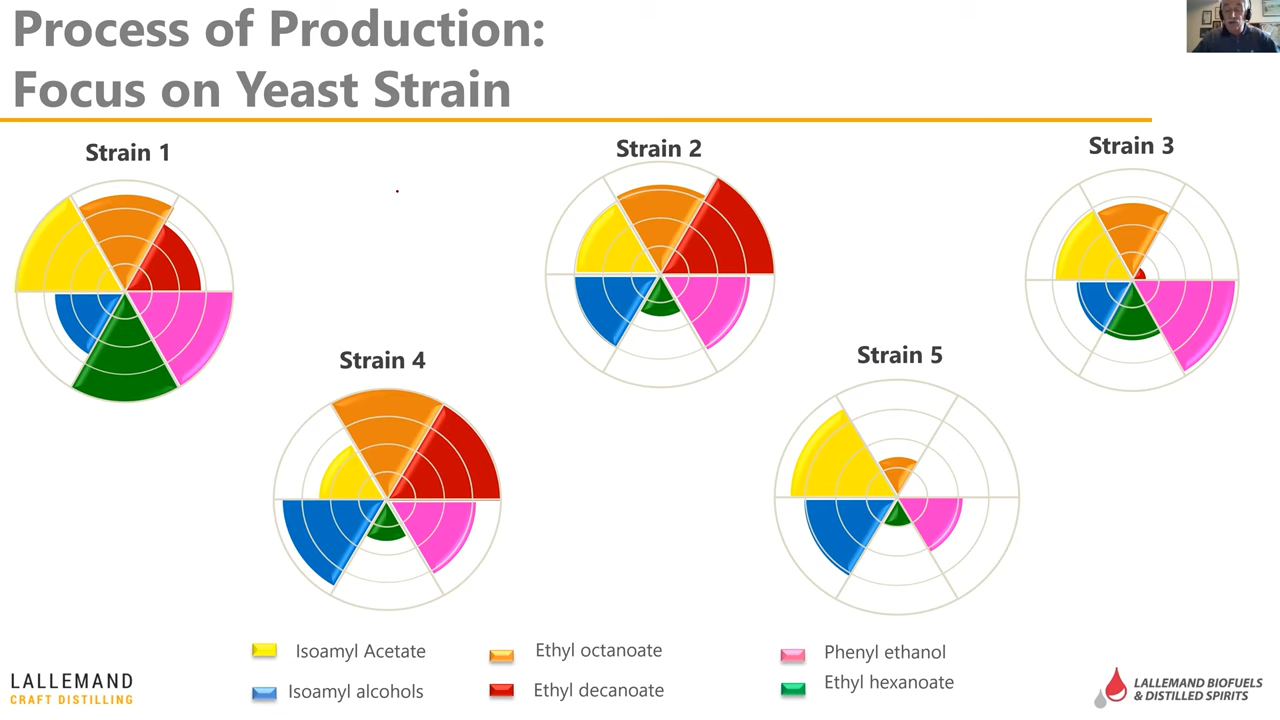 Process of Production:
Focus on Yeast Strain
Strain 1
Strain 2
Strain 3
Strain 4
Strain 5
Isoamyl Acetate
Ethyl octanoate
Phenyl ethanol
Isoamyl alcohols
Ethyl decanoate
Ethyl hexanoate
LALLEMAND
CRAFT DISTILLING
LALLEMAND BIOFUELS
& DISTILLED SPIRITS